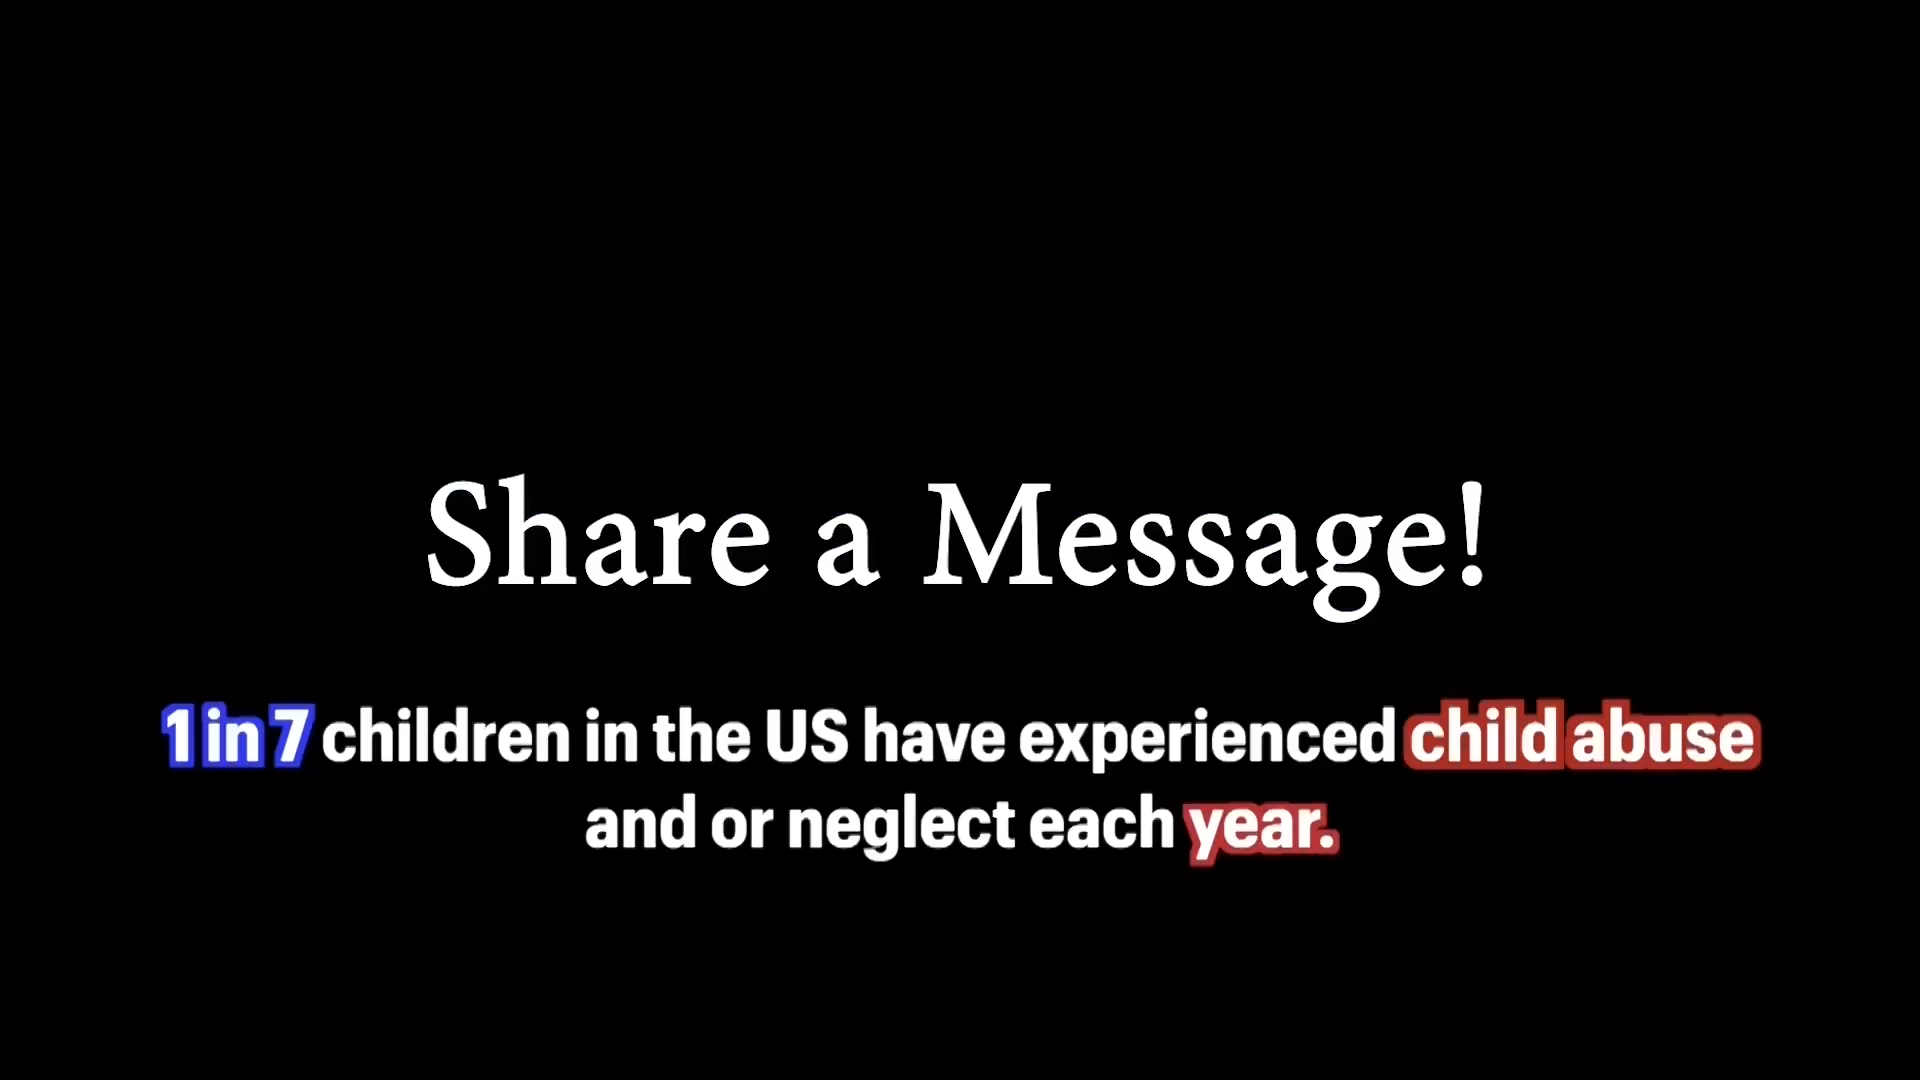 Share a Message!
1 in 7 children in the US have experienced child abuse
and or neglect each year.